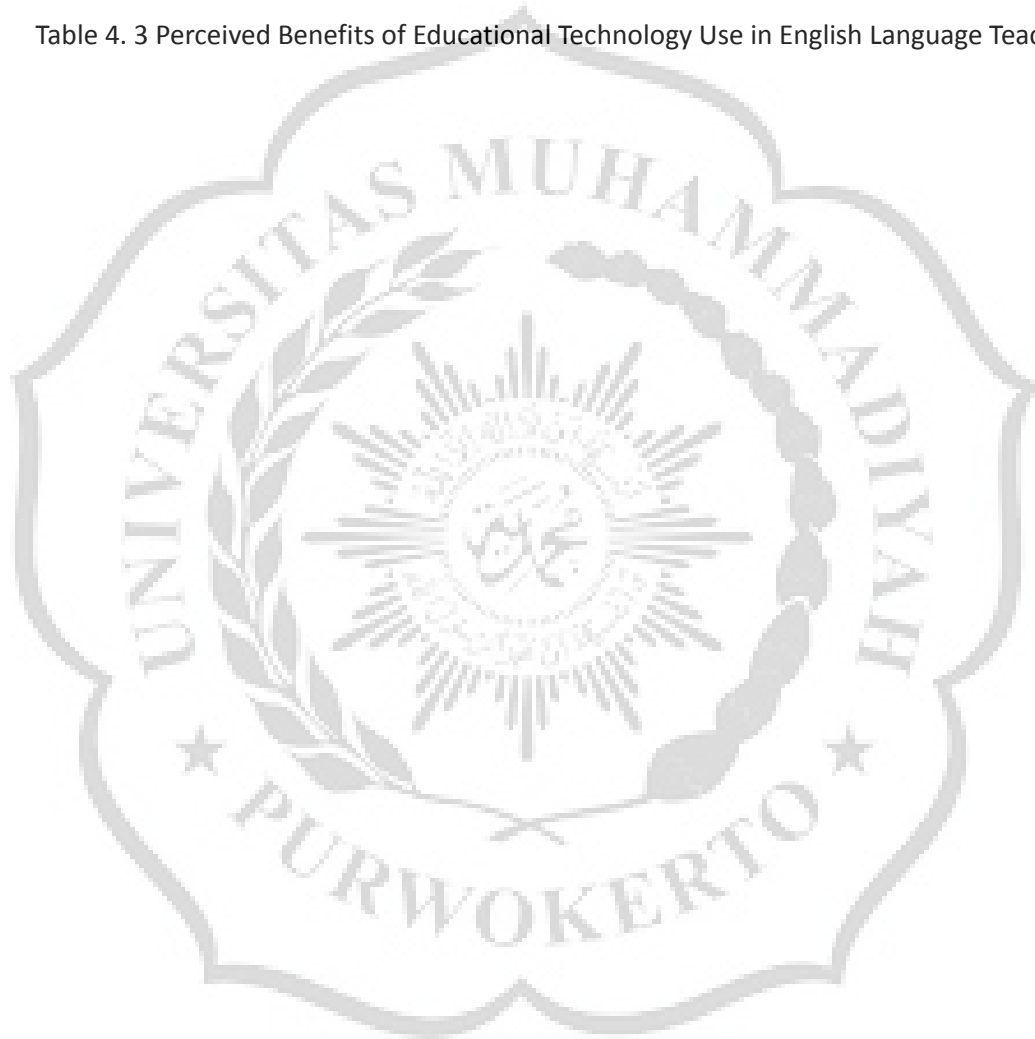 Table 4. 3 Perceived Benefits of Educational Technology Use in English Language Teac
UNIVERSITAS MUHAMMADIYAH
PURWOKERTO